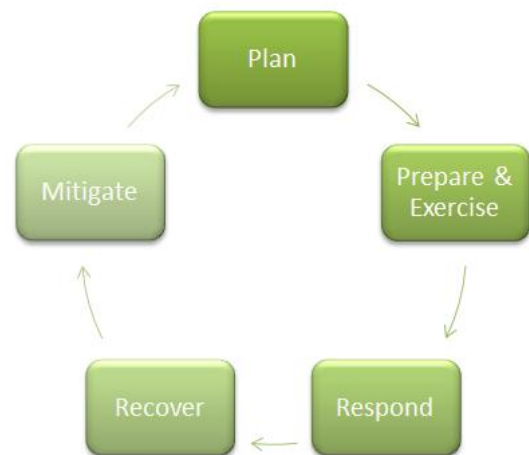 Plan
Prepare &
Exercise
Respond
Recover
Mitigate